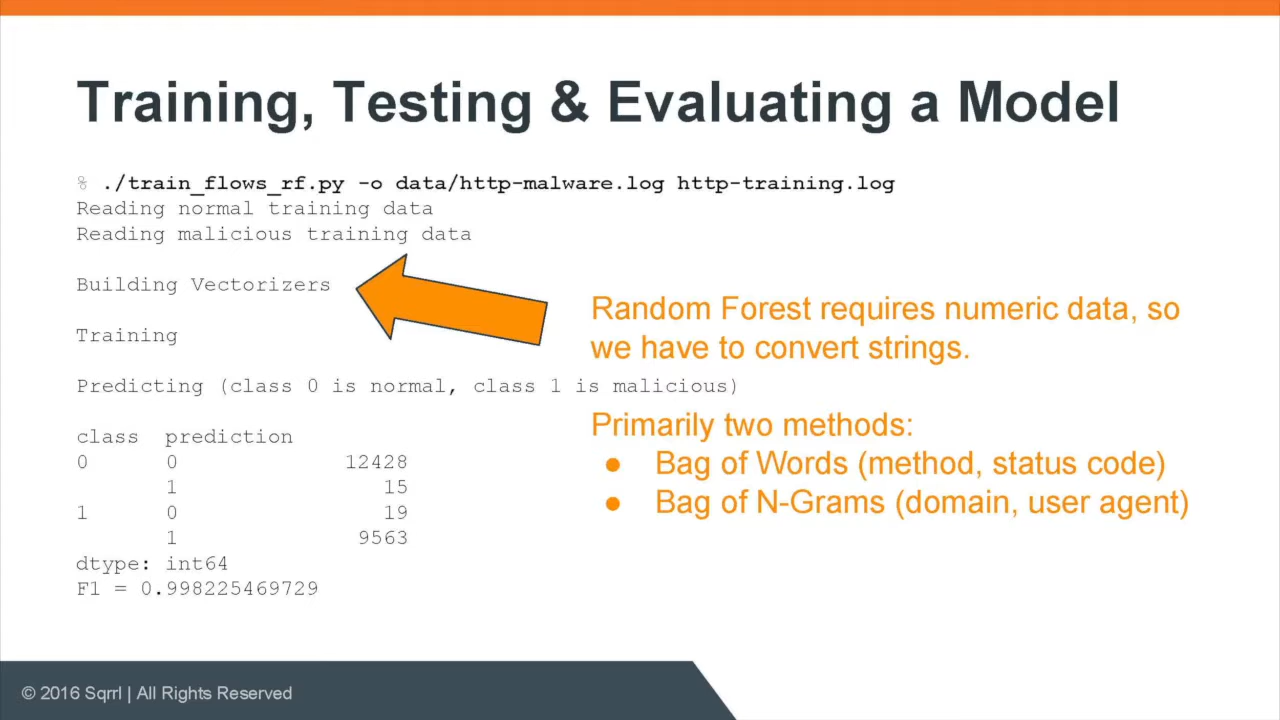 Training, Testing & Evaluating a Model
% ./train_flows_rf.py -o data/http-malware.log http-training.log
Reading normal training data
Reading malicious training data
Building Vectorizers
Random Forest requires numeric data, so
we have to convert strings.
Training
Predicting (class 0 is normal, class 1 is malicious)
Primarily two methods:
● Bag of Words (method, status code)
● Bag of N-Grams (domain, user agent)
class prediction
0 0 12428
1 15
1 0 19
1 9563
dtype: int64
F1 = 0.998225469729
© 2016 Sqrrl | All Rights Reserved